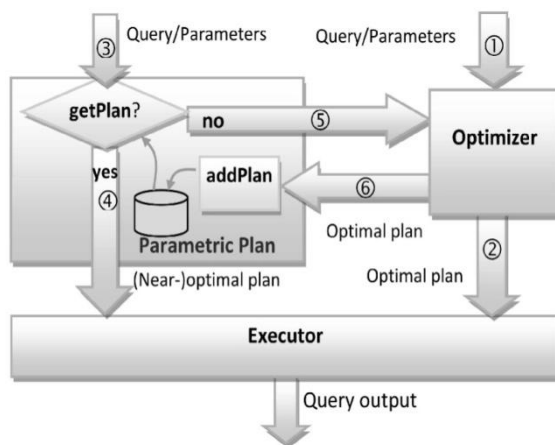 ③ Query/Parameters
Query/Parameters ①
getPlan?
no ⑤
Optimizer
yes
④
addPlan
⑥
Parametric Plan
Optimal plan
②
(Near-)optimal plan
Optimal plan
Executor
Query output